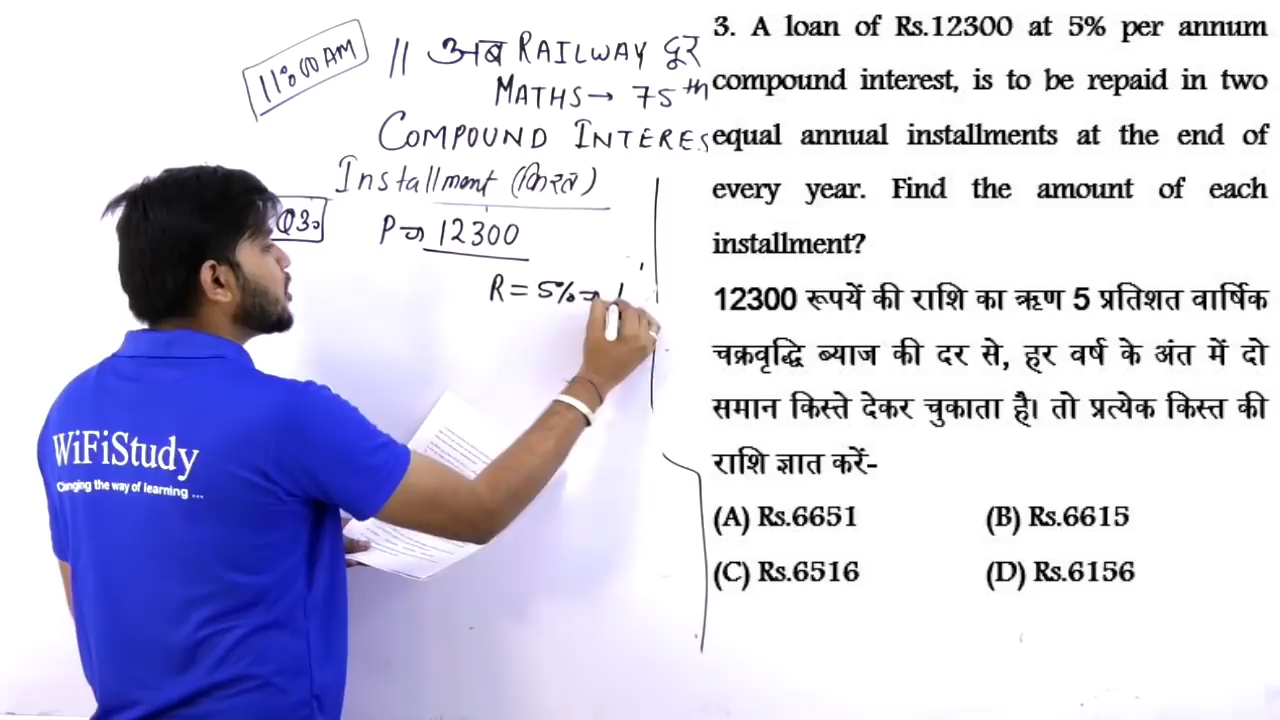 11:00 AM
|| अब RAILWAY दूर
MATHS → 75th
COMPOUND INTERES
Installment (किस्त)
Q3.
P → 12300
R = 5% →
WiFiStudy
Changing the way of learning ...
3. A loan of Rs.12300 at 5% per annum
compound interest, is to be repaid in two
equal annual installments at the end of
every year. Find the amount of each
installment?
12300 रूपयें की राशि का ऋण 5 प्रतिशत वार्षिक
चक्रवृद्धि ब्याज की दर से, हर वर्ष के अंत में दो
समान किस्ते देकर चुकाता है। तो प्रत्येक किस्त की
राशि ज्ञात करें-
(A) Rs.6651 (B) Rs.6615
(C) Rs.6516 (D) Rs.6156